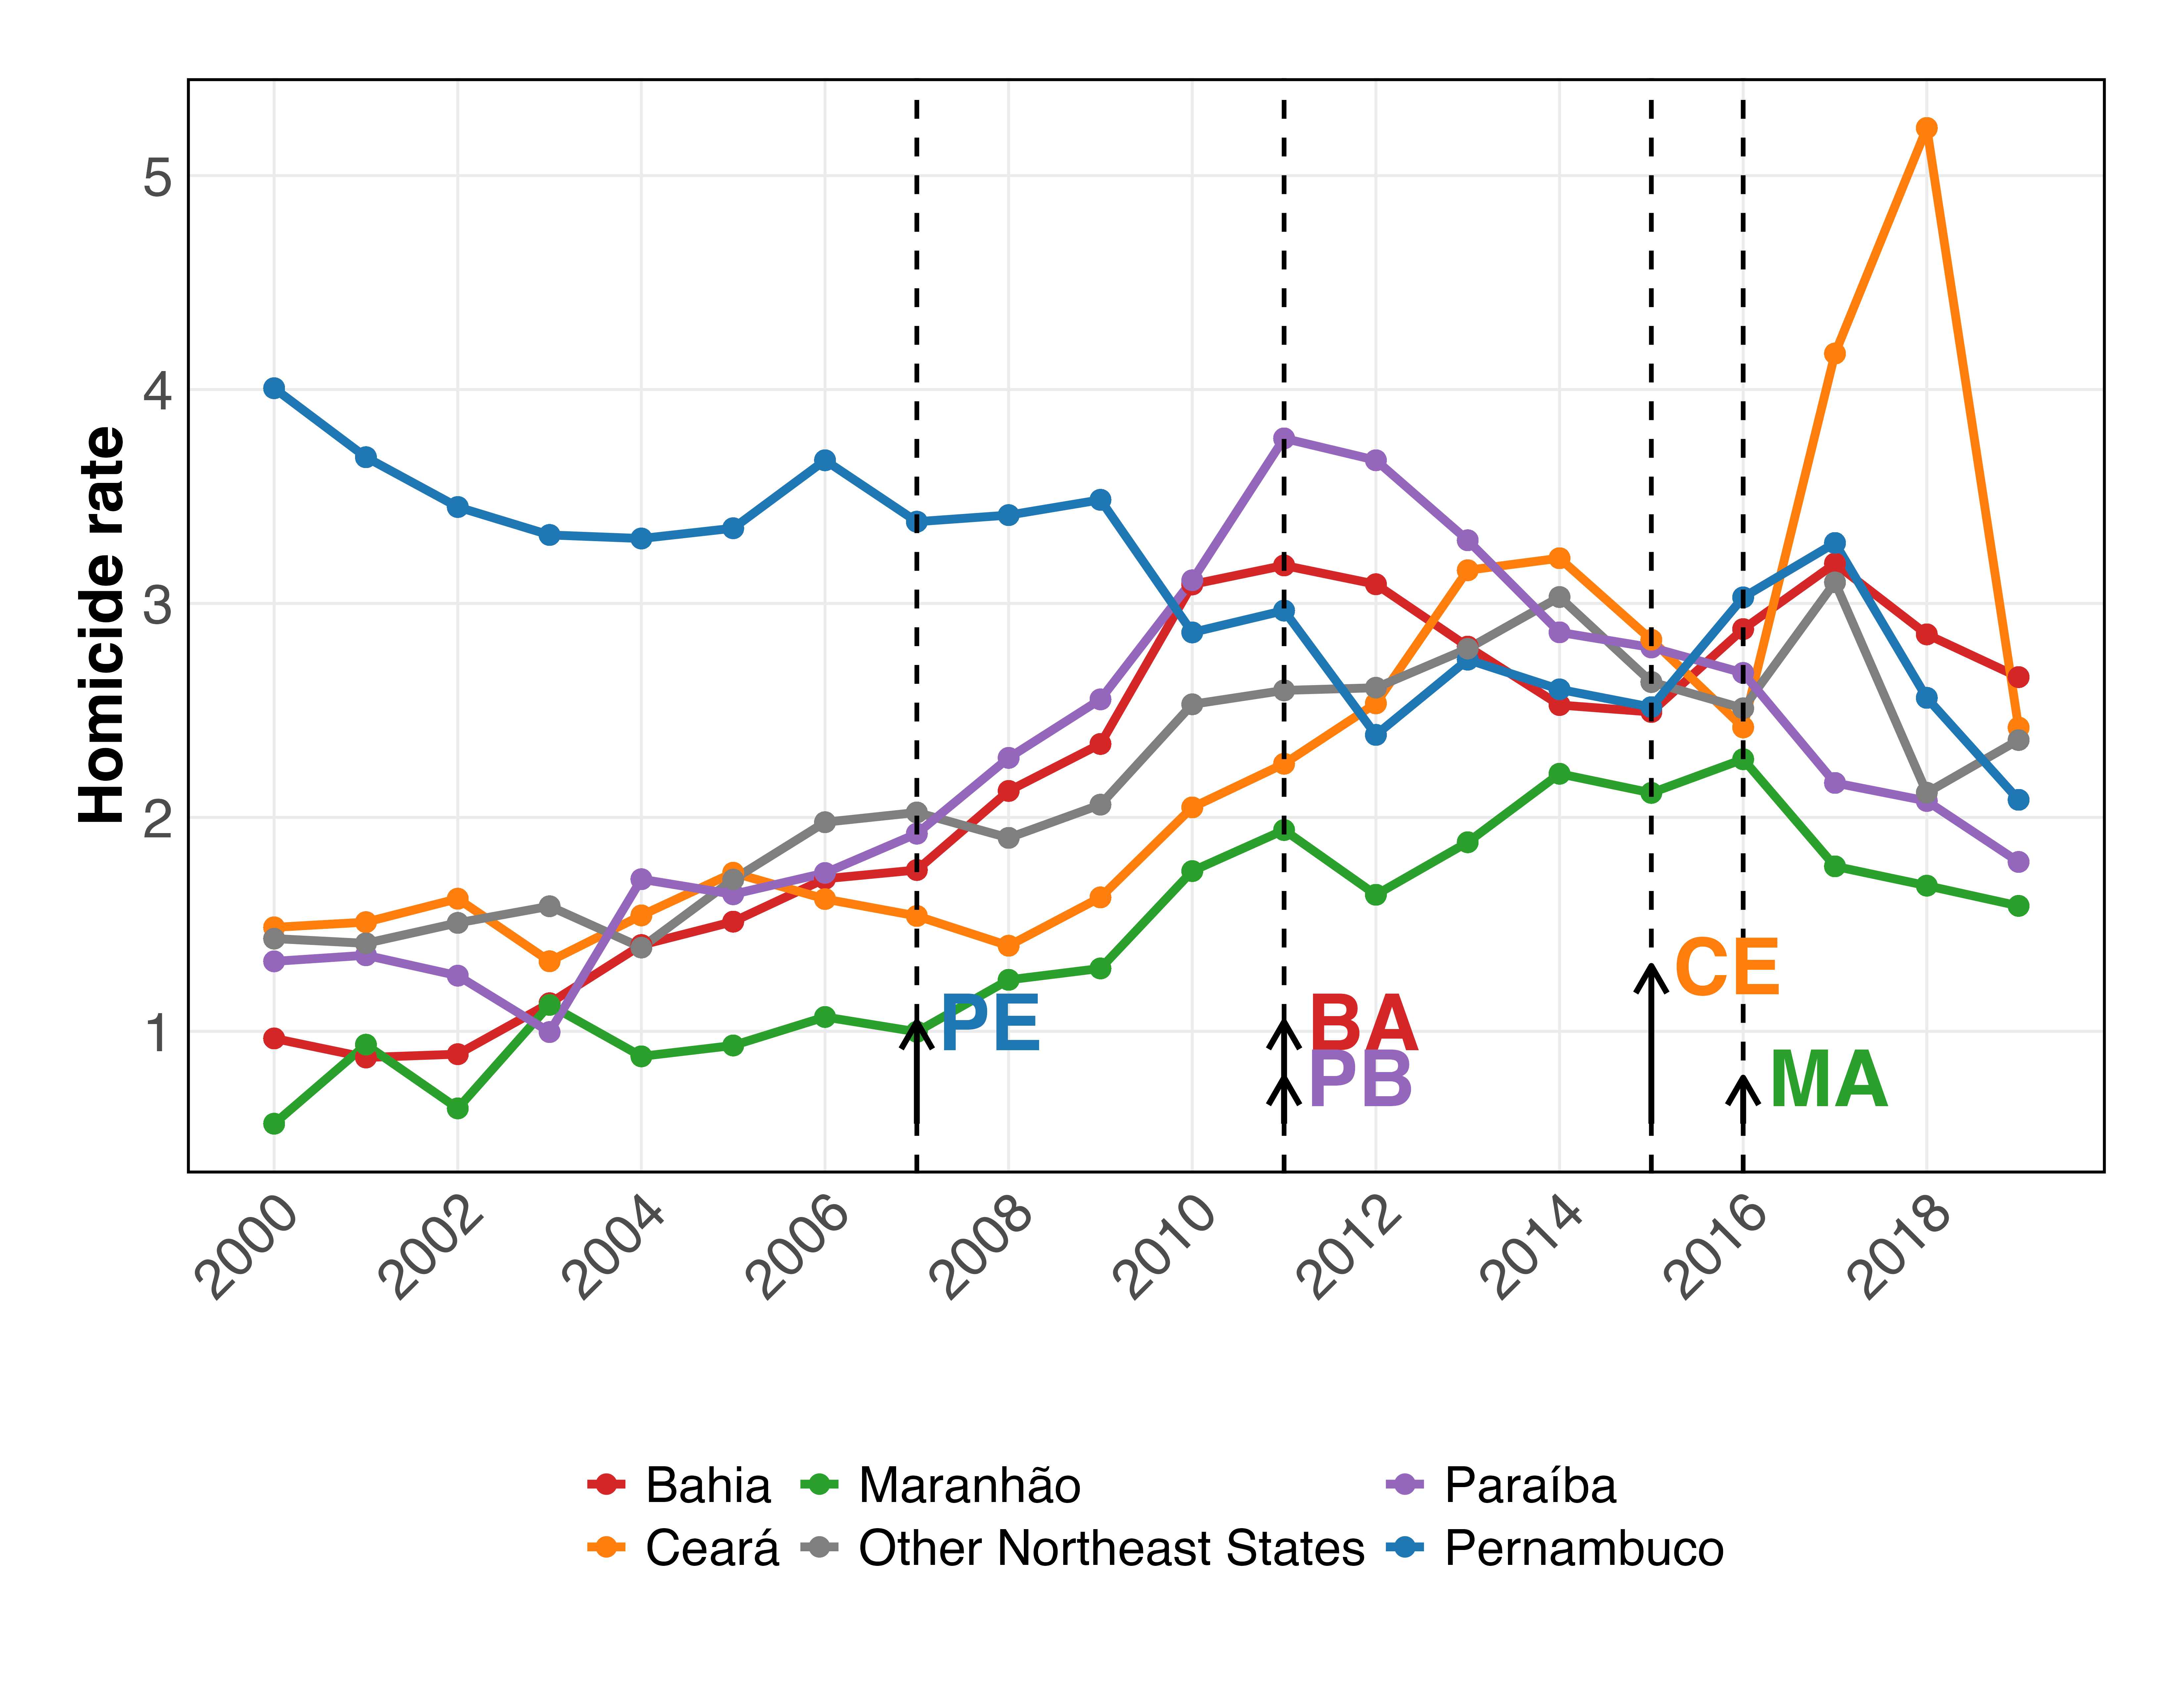 Homicide rate
5
4
3
2
1
PE
BA
PB
CE
MA
2000
2002
2004
2006
2008
2010
2012
2014
2016
2018
Bahia
Maranhão
Paraíba
Ceará
Other Northeast States
Pernambuco